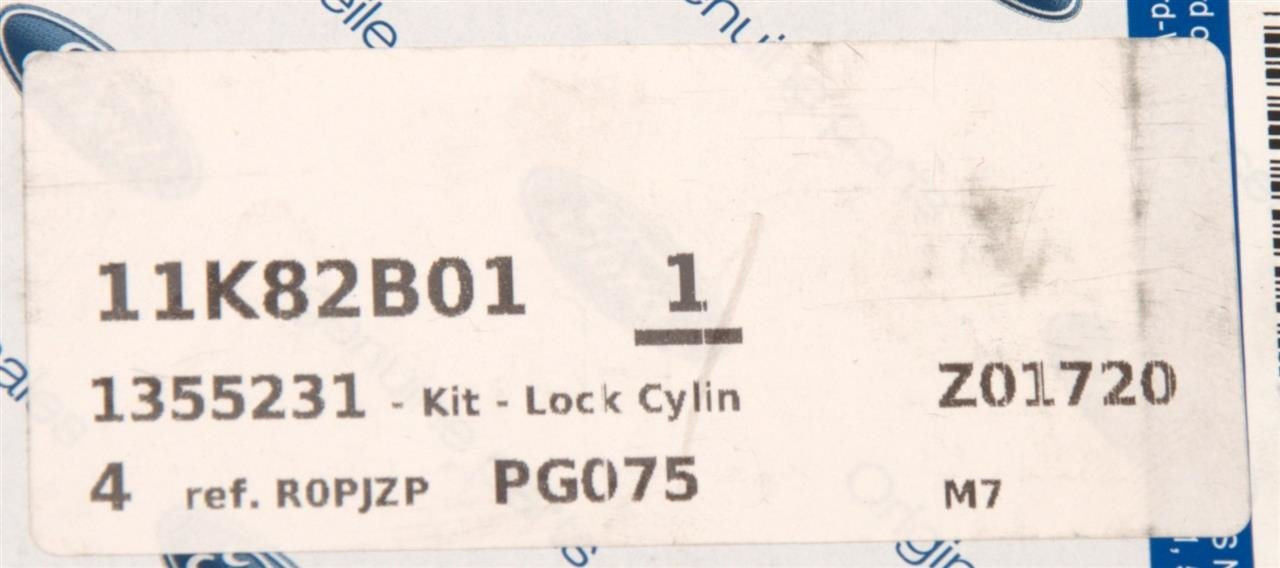 11K82B01 1
1355231 - Kit - Lock Cylin Z01720
4 ref. R0PJZP PG075 M7